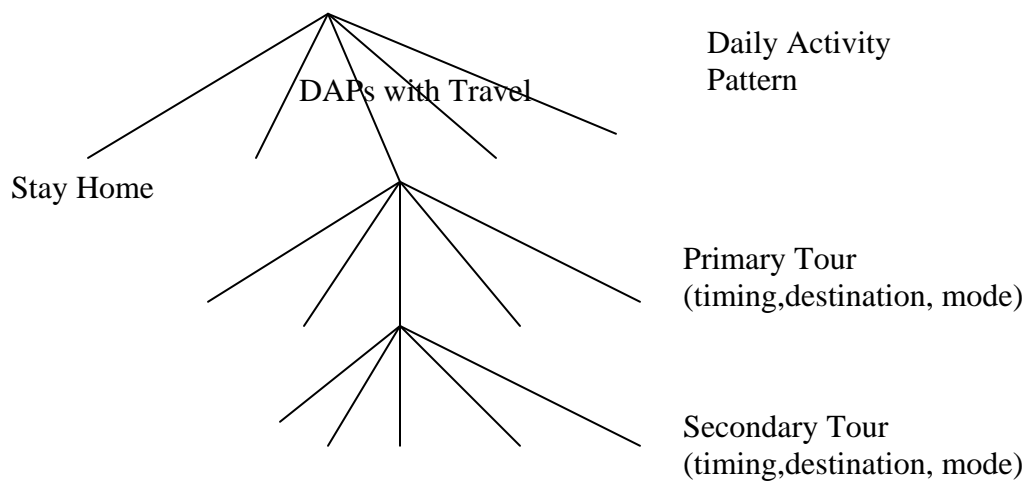 Daily Activity
Pattern
DAPs with Travel
Stay Home
Primary Tour
(timing,destination, mode)
Secondary Tour
(timing,destination, mode)